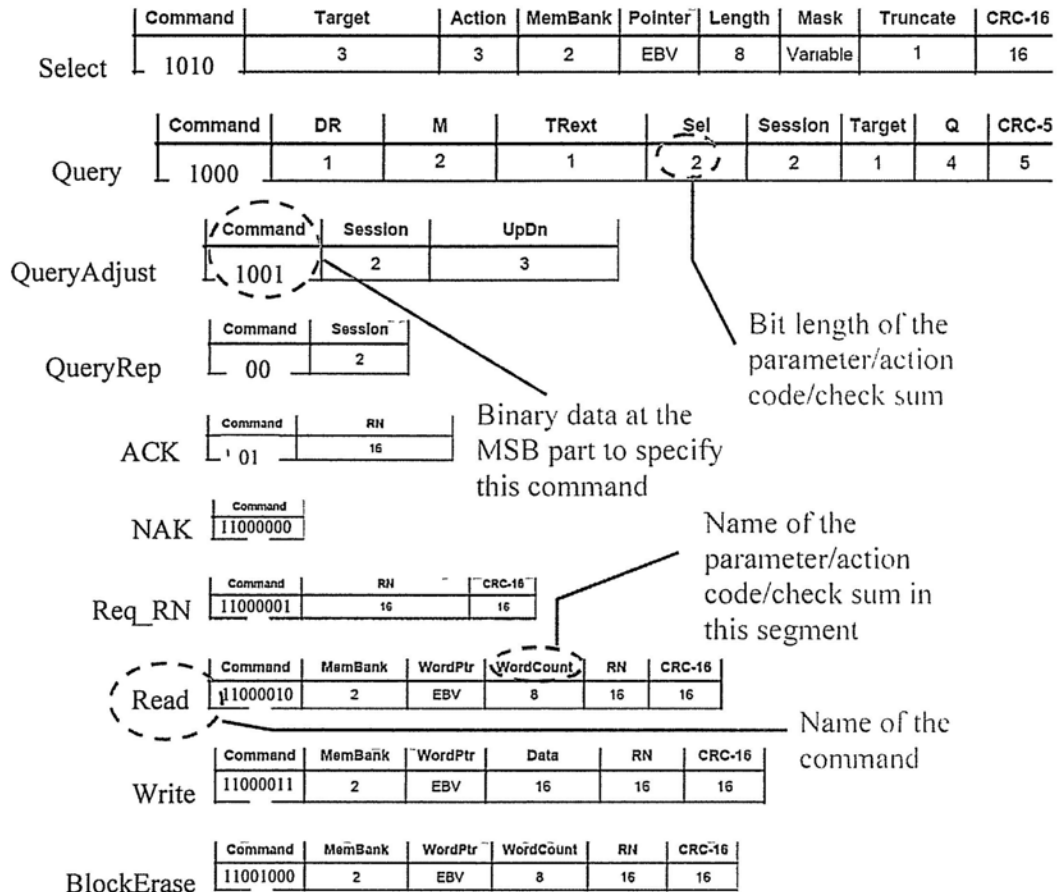 Command Target Action MemBank Pointer Length Mask Truncate CRC-16
Select 1010 3 3 2 EBV 8 Variable 1 16
Command DR M TRext Sel Session Target Q CRC-5
Query 1000 1 2 1 2 2 1 4 5
Command Session UpDn
QueryAdjust 1001 2 3
Bit length of the
parameter/action
code/check sum
Command Session
QueryRep 00 2
Binary data at the
MSB part to specify
this command
Command RN
ACK 01 16
Command
NAK 11000000
Name of the
parameter/action
code/check sum in
this segment
Command RN CRC-16
Req_RN 11000001 16 16
Command MemBank WordPtr WordCount RN CRC-16
Read 11000010 2 EBV 8 16 16
Name of the
command
Command MemBank WordPtr Data RN CRC-16
Write 11000011 2 EBV 16 16 16
Command MemBank WordPtr WordCount RN CRC-16
BlockErase 11001000 2 EBV 8 16 16